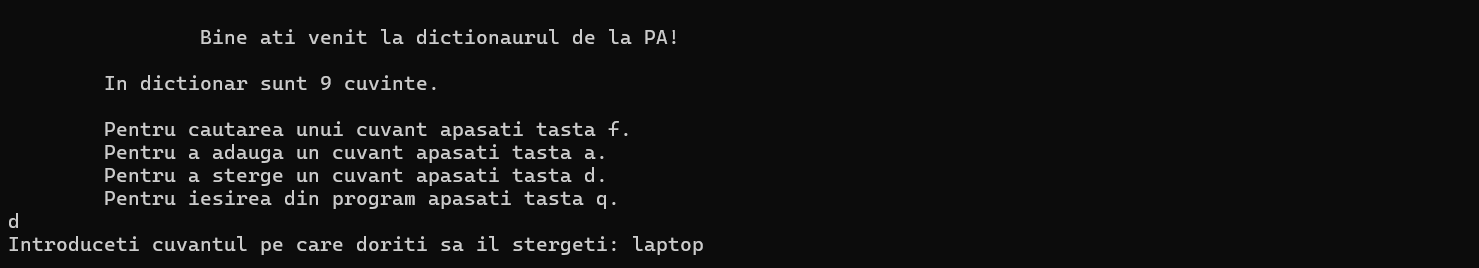 Bine ati venit la dictionaurul de la PA!
In dictionar sunt 9 cuvinte.
Pentru cautarea unui cuvant apasati tasta f.
Pentru a adauga un cuvant apasati tasta a.
Pentru a sterge un cuvant apasati tasta d.
Pentru iesirea din program apasati tasta q.
d
Introduceti cuvantul pe care doriti sa il stergeti: laptop